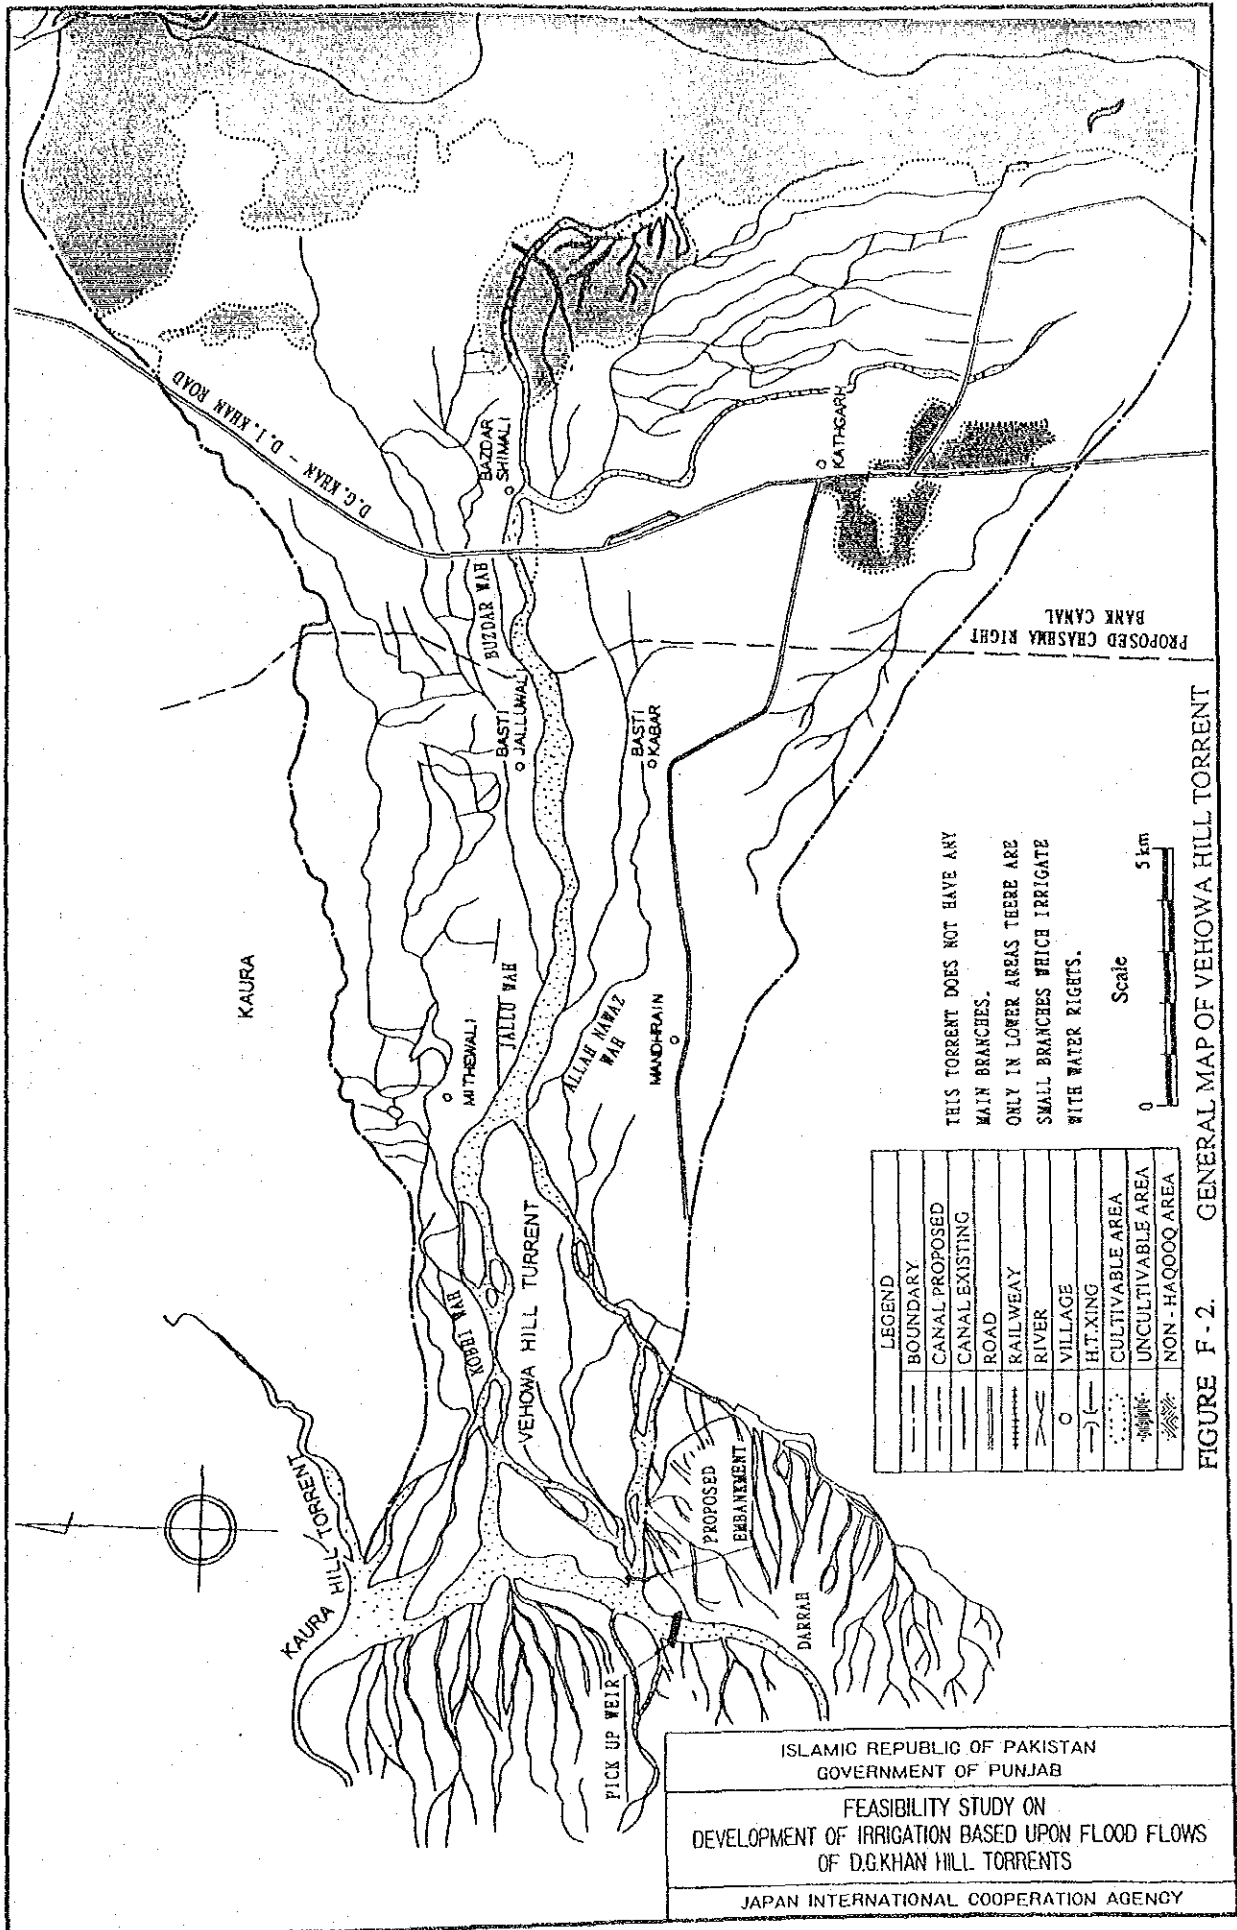 KAURA
KAURA HILL TORRENT
D.G. KHAN - D.I. KHAN ROAD
MITHEWALI
JALLU WAH
BASTI
JALLUWALI
BUZDAR WAH
BAZDAR
SHIMALI
KOBBI WAH
VEHOWA HILL TURRENT
ALLAH NAWAZ
WAH
MANDHRAIN
BASTI
KABAR
KATHGARH
PROPOSED CHASHMA RIGHT
BANK CANAL
PICK UP WEIR
PROPOSED
EMBANKMENT
DARRAH
THIS TORRENT DOES NOT HAVE ANY
MAIN BRANCHES.
ONLY IN LOWER AREAS THERE ARE
SMALL BRANCHES WHICH IRRIGATE
WITH WATER RIGHTS.
Scale
0 5 km
LEGEND
BOUNDARY
CANAL PROPOSED
CANAL EXISTING
ROAD
RAILWEAY
RIVER
VILLAGE
H.T.XING
CULTIVABLE AREA
UNCULTIVABLE AREA
NON - HAQOOQ AREA
FIGURE F - 2. GENERAL MAP OF VEHOWA HILL TORRENT
ISLAMIC REPUBLIC OF PAKISTAN
GOVERNMENT OF PUNJAB
FEASIBILITY STUDY ON
DEVELOPMENT OF IRRIGATION BASED UPON FLOOD FLOWS
OF D.G.KHAN HILL TORRENTS
JAPAN INTERNATIONAL COOPERATION AGENCY